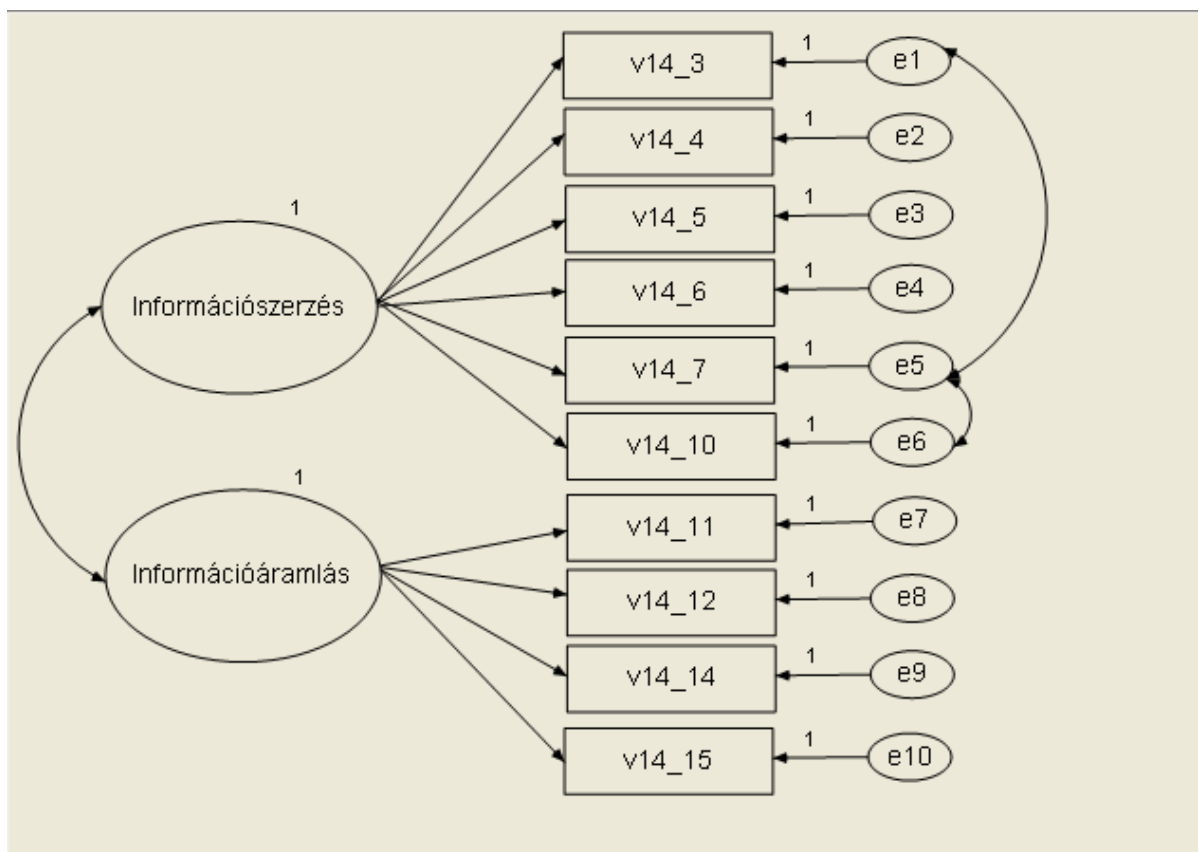 v14_3
1
e1
v14_4
1
e2
v14_5
1
e3
v14_6
1
e4
v14_7
1
e5
v14_10
1
e6
v14_11
1
e7
v14_12
1
e8
v14_14
1
e9
v14_15
1
e10
1
Információszerzés
1
Információáramlás